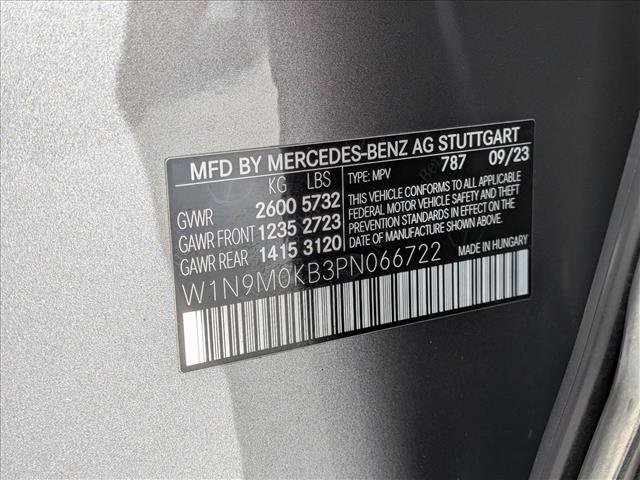 MFD BY MERCEDES-BENZ AG STUTTGART
KG LBS
GVWR 2600 5732
GAWR FRONT 1235 2723
GAWR REAR 1415 3120
TYPE: MPV 787 09/23
THIS VEHICLE CONFORMS TO ALL APPLICABLE
FEDERAL MOTOR VEHICLE SAFETY AND THEFT
PREVENTION STANDARDS IN EFFECT ON THE
DATE OF MANUFACTURE SHOWN ABOVE.
MADE IN HUNGARY
W1N9M0KB3PN066722